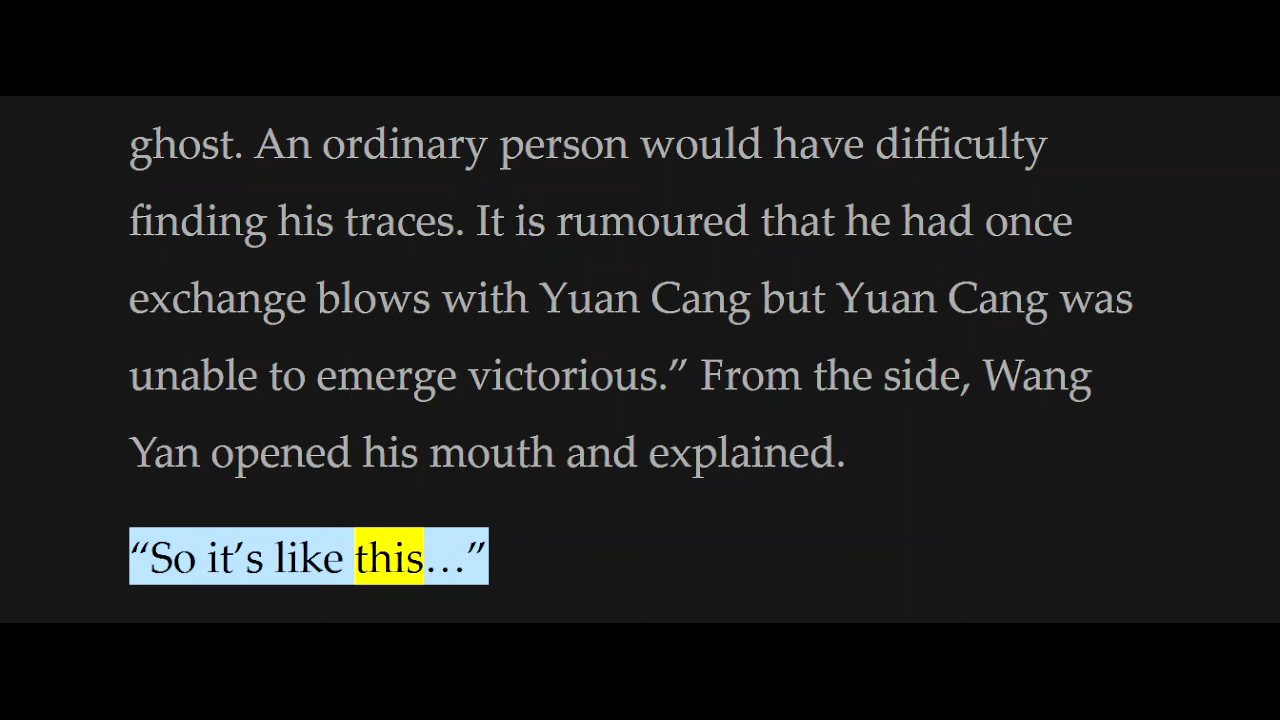 ghost. An ordinary person would have difficulty
finding his traces. It is rumoured that he had once
exchange blows with Yuan Cang but Yuan Cang was
unable to emerge victorious.” From the side, Wang
Yan opened his mouth and explained.
“So it’s like this…”